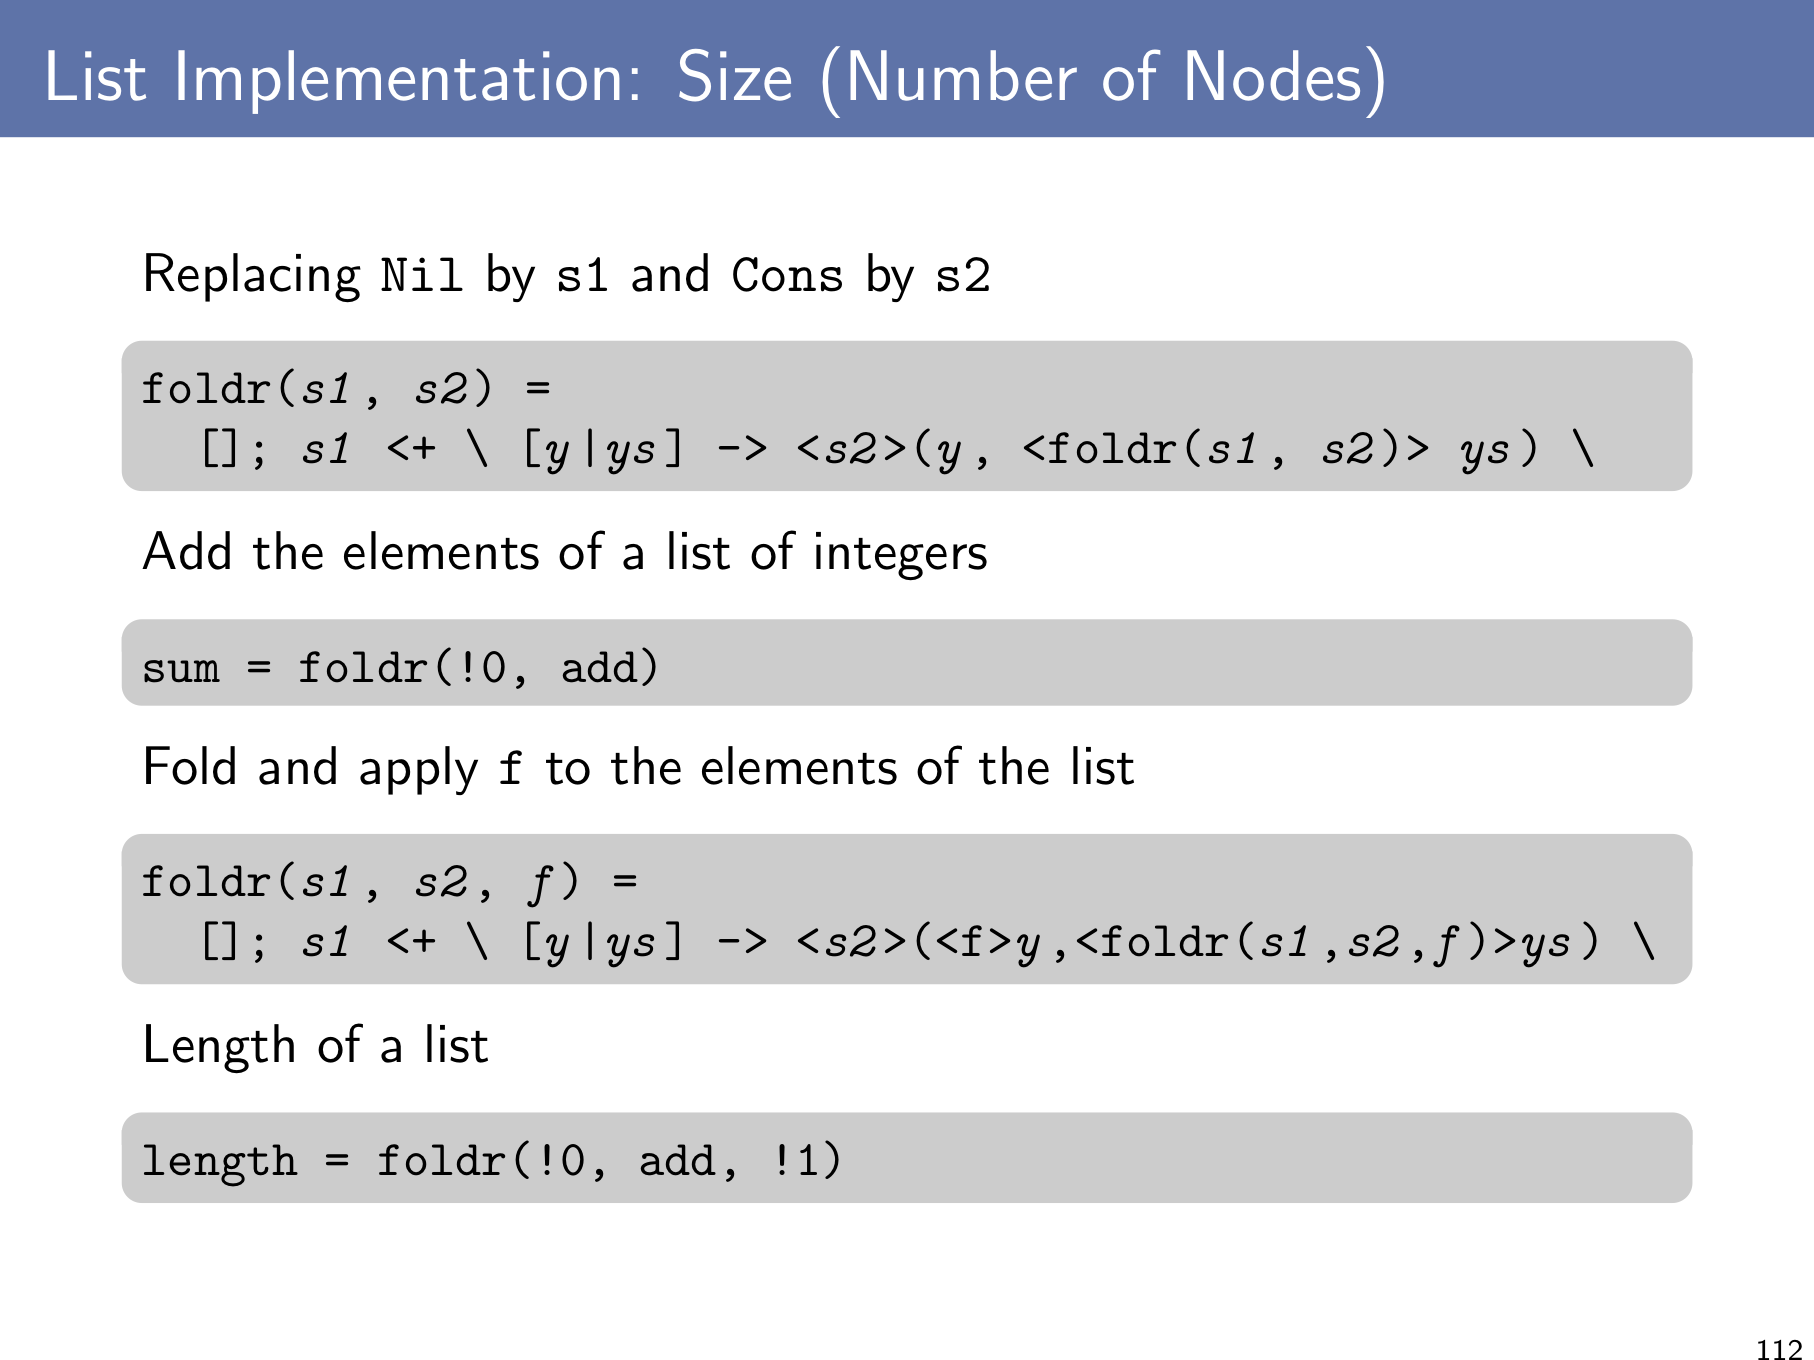 List Implementation: Size (Number of Nodes)
Replacing Nil by s1 and Cons by s2
foldr(s1, s2) =
  []; s1 <+ \ [y|ys] -> <s2>(y, <foldr(s1, s2)> ys) \
Add the elements of a list of integers
sum = foldr(!0, add)
Fold and apply f to the elements of the list
foldr(s1, s2, f) =
  []; s1 <+ \ [y|ys] -> <s2>(<f>y,<foldr(s1,s2,f)>ys) \
Length of a list
length = foldr(!0, add, !1)
112